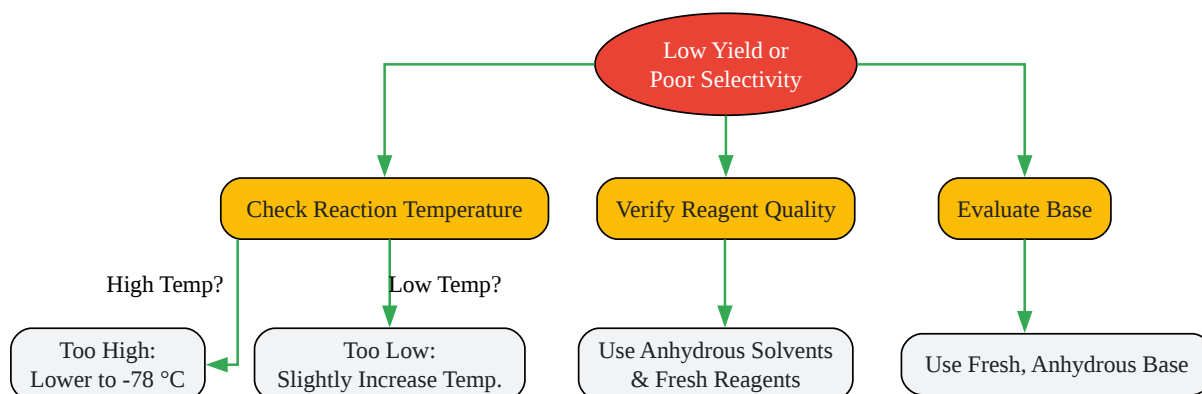 Low Yield or
Poor Selectivity
Check Reaction Temperature
Verify Reagent Quality
Evaluate Base
High Temp?
Low Temp?
Too High:
Lower to -78 °C
Too Low:
Slightly Increase Temp.
Use Anhydrous Solvents
& Fresh Reagents
Use Fresh, Anhydrous Base